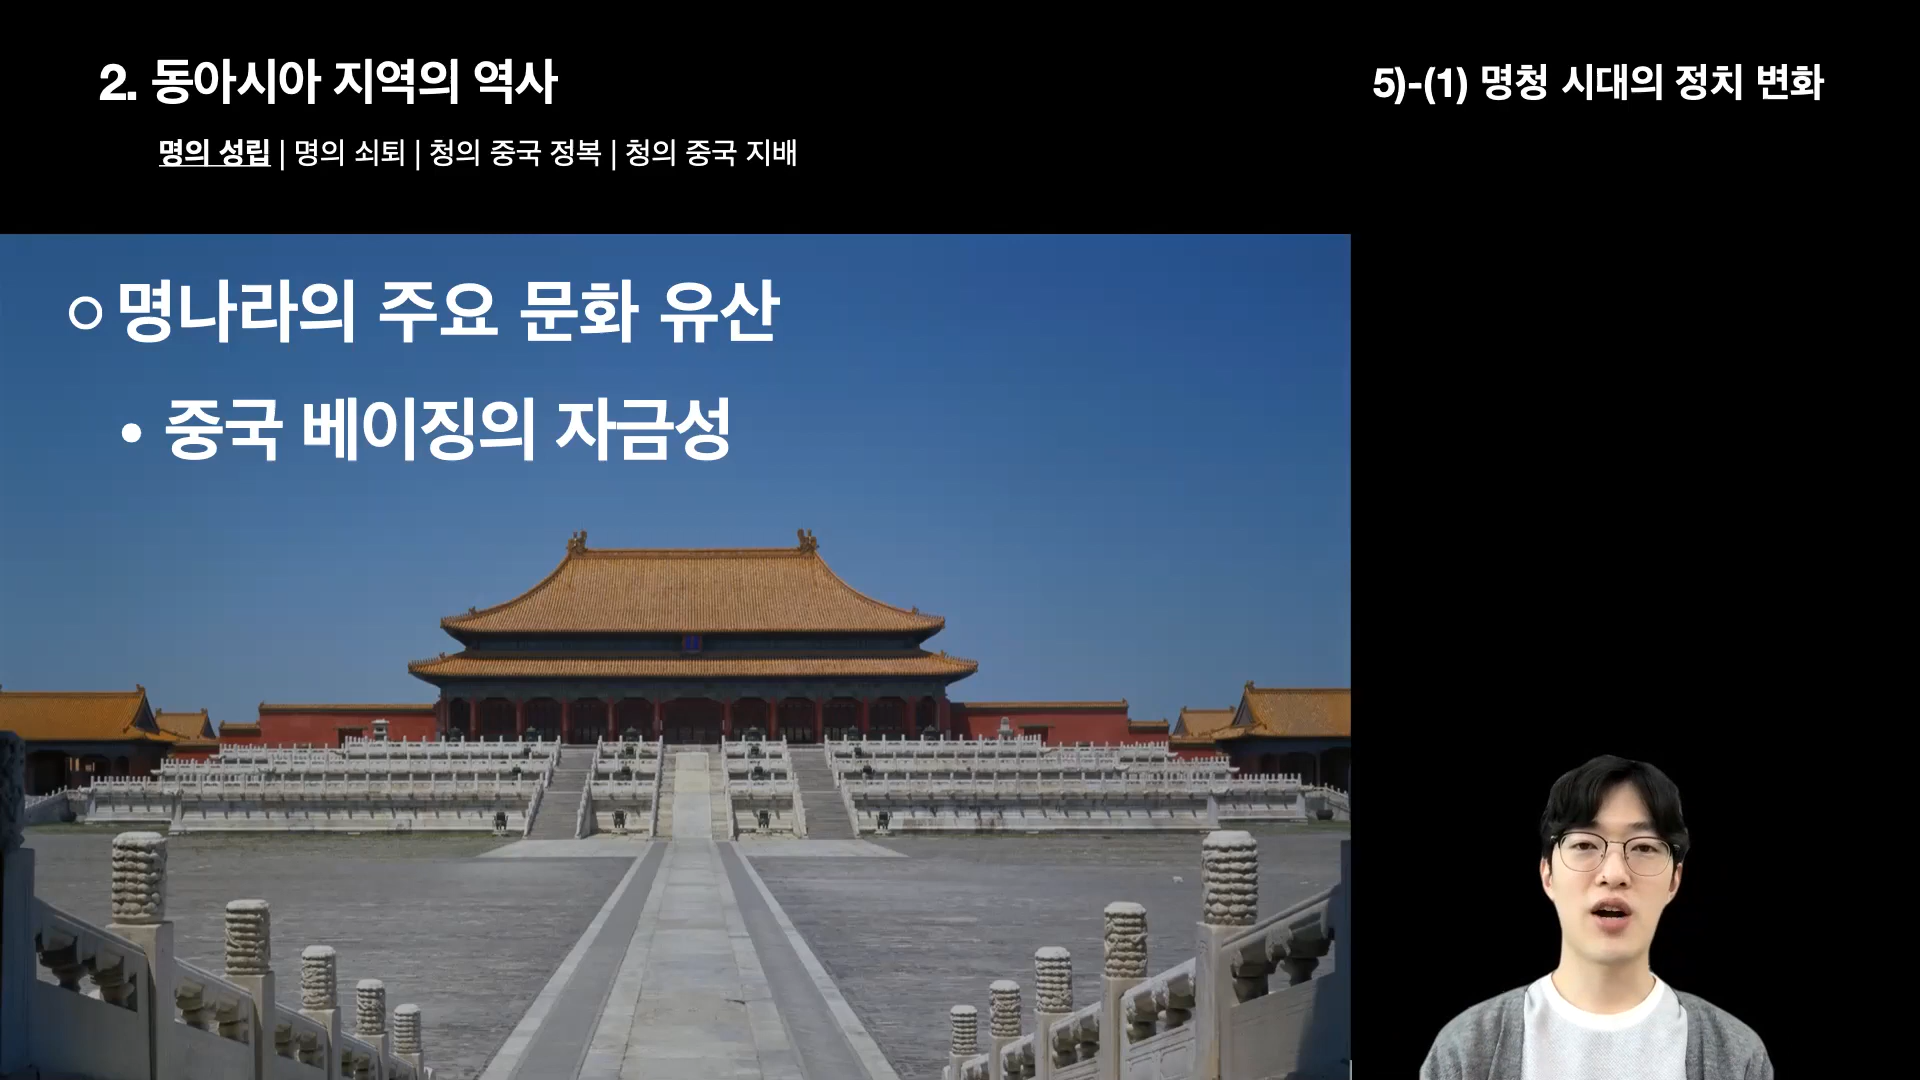 2. 동아시아 지역의 역사
5)-(1) 명청 시대의 정치 변화
명의 성립 | 명의 쇠퇴 | 청의 중국 정복 | 청의 중국 지배
○ 명나라의 주요 문화 유산
• 중국 베이징의 자금성